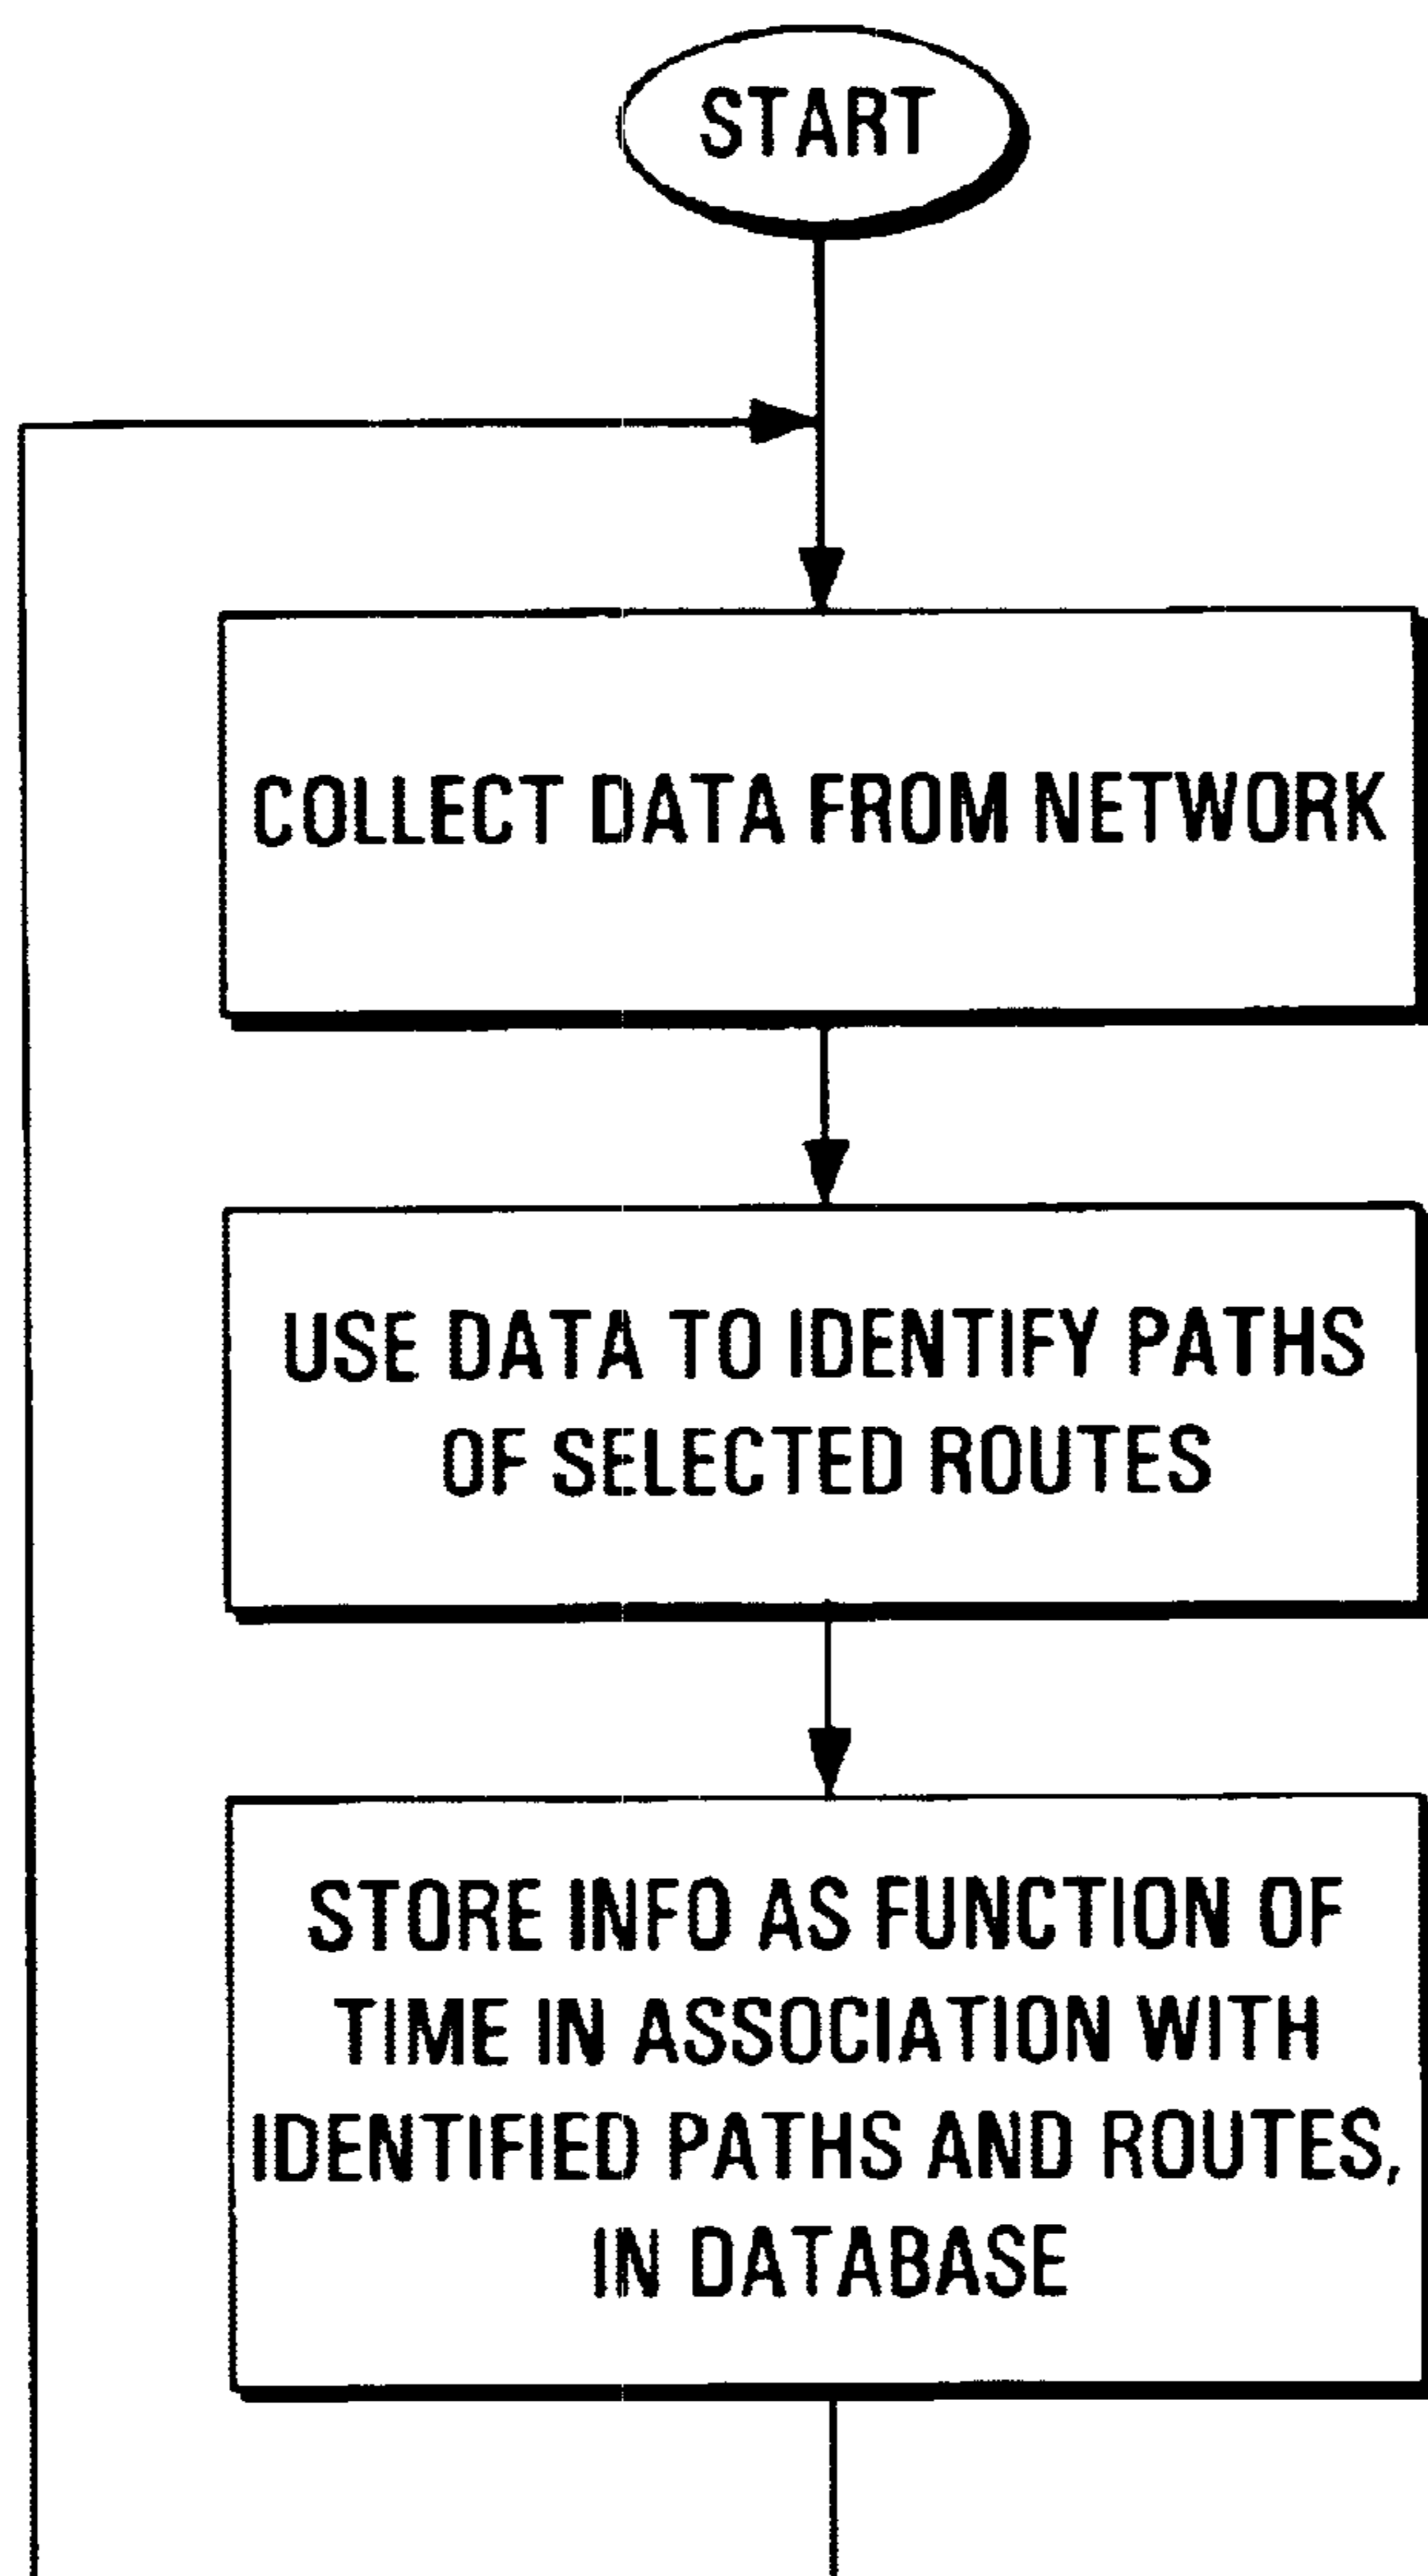 START
COLLECT DATA FROM NETWORK
USE DATA TO IDENTIFY PATHS
OF SELECTED ROUTES
STORE INFO AS FUNCTION OF
TIME IN ASSOCIATION WITH
IDENTIFIED PATHS AND ROUTES,
IN DATABASE